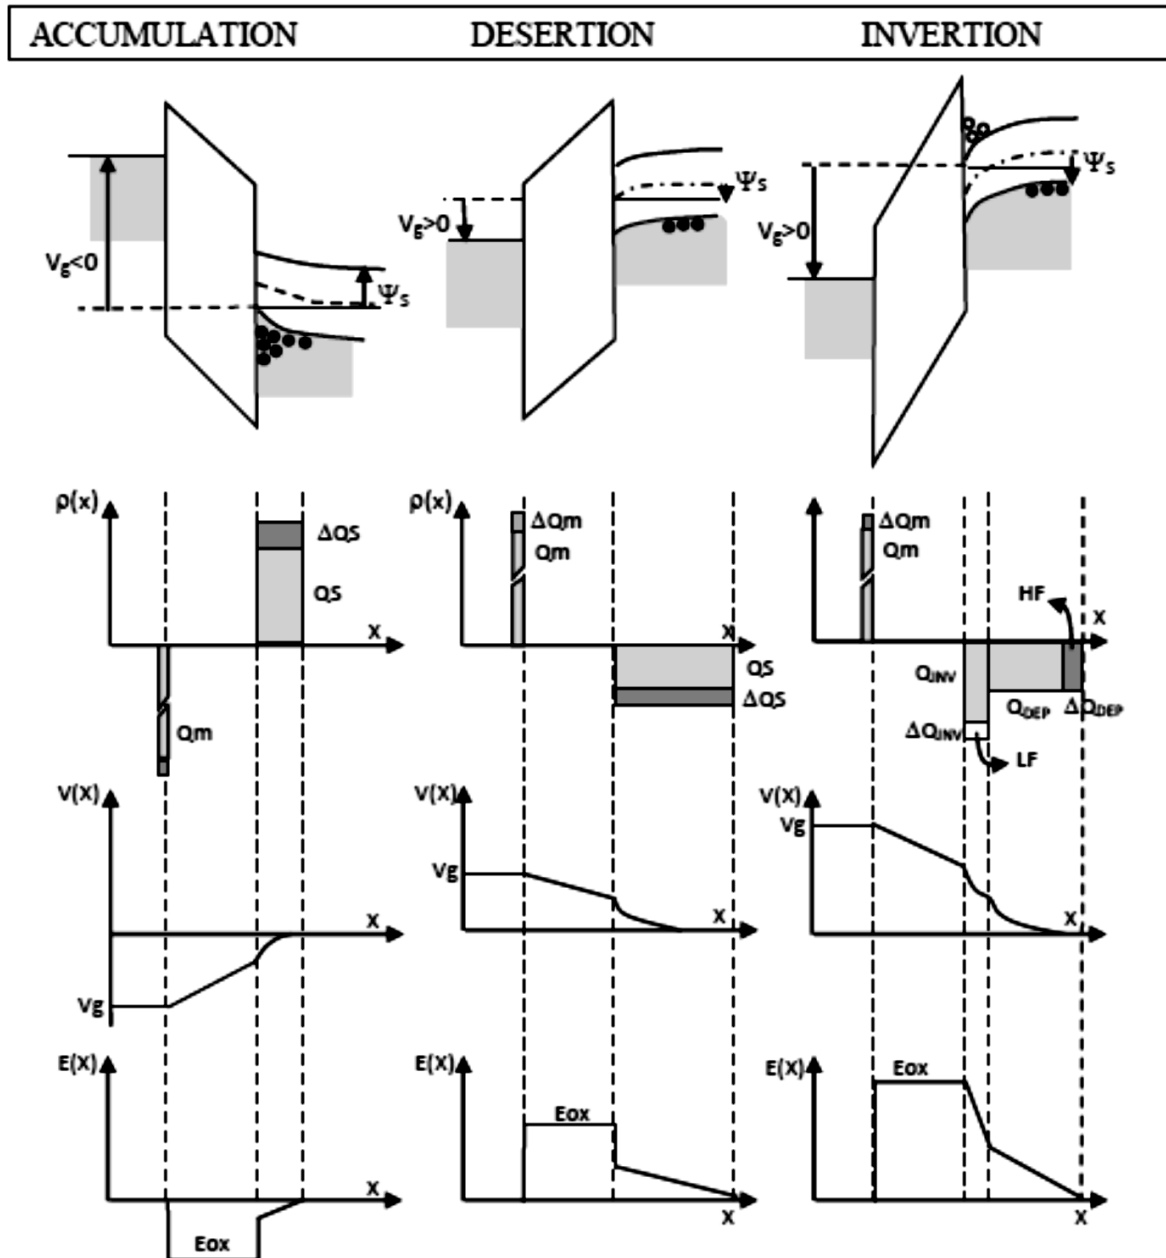 ACCUMULATION DESERTION INVERTION
Vg<0 Ψs
Vg>0 Ψs
Vg>0 Ψs
ρ(x) ΔQS QS X Qm
ρ(x) ΔQm Qm X QS ΔQS
ΔQm Qm HF X QINV QDEP ΔQDEP ΔQINV LF
V(X) X Vg
V(X) Vg X
V(X) Vg X
E(X) X Eox
E(X) Eox X
E(X) Eox X